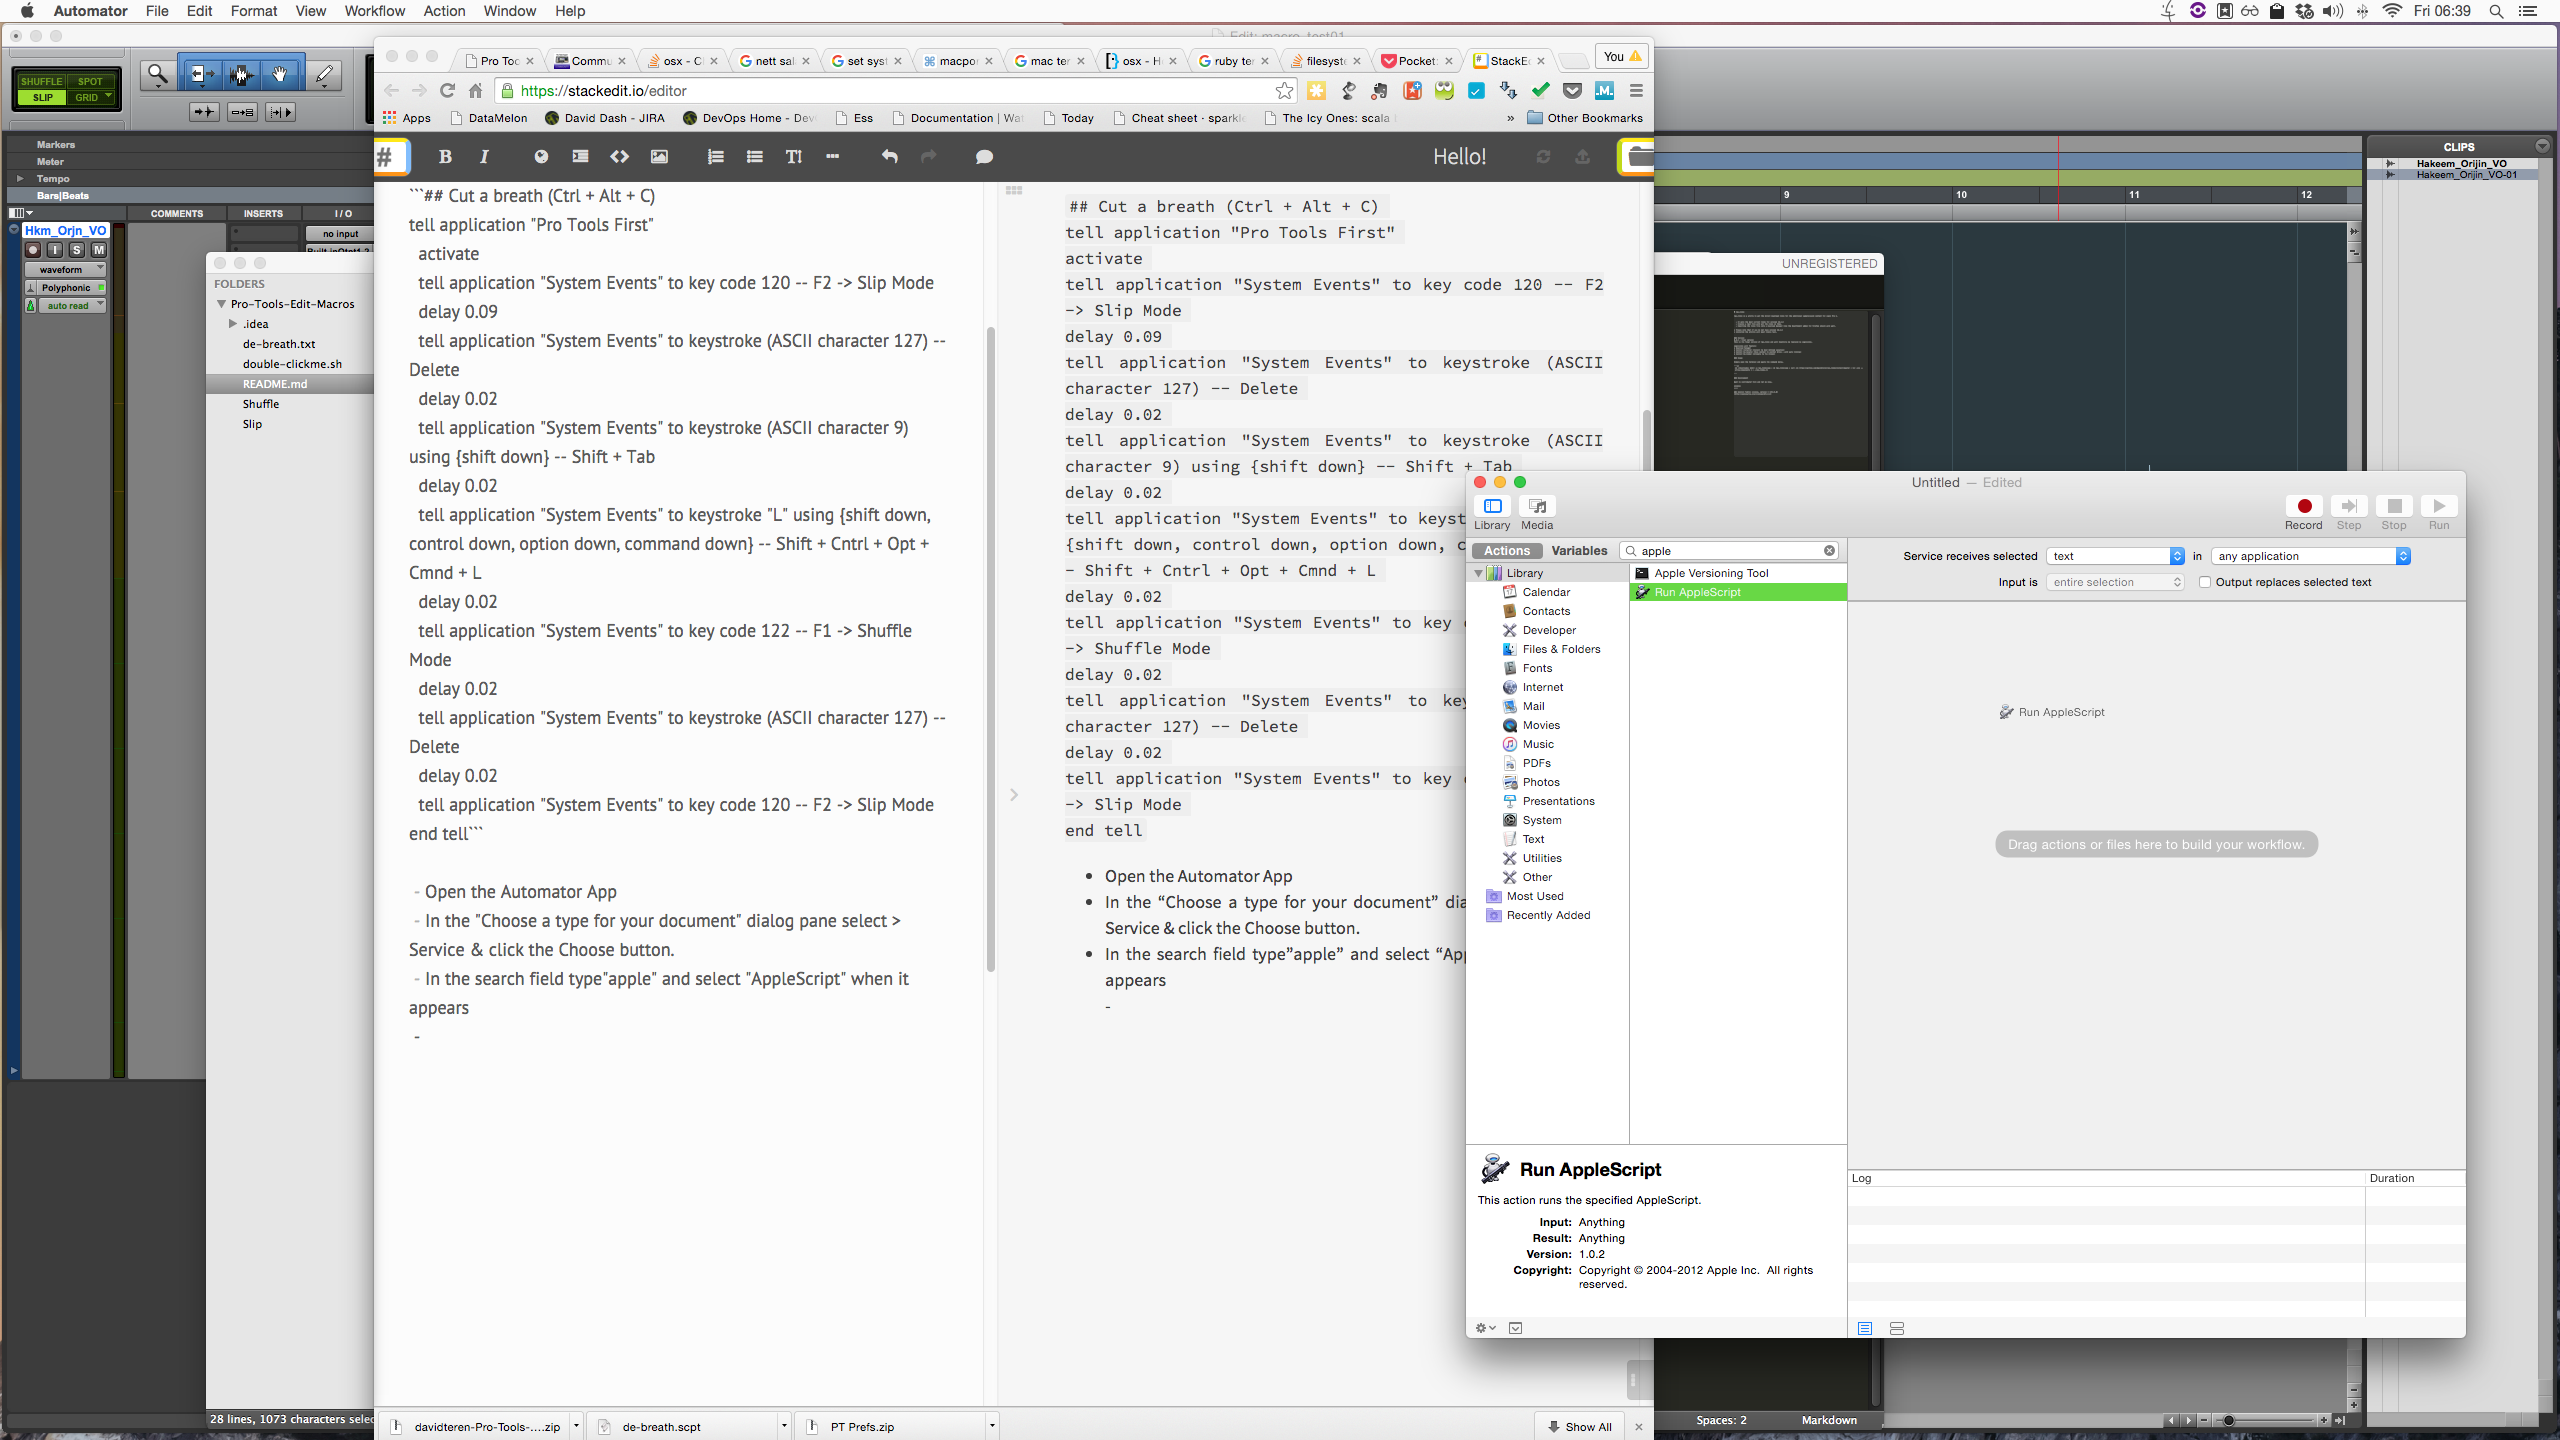 Automator File Edit Format View Workflow Action Window Help
Fri 06:39
SHUFFLE SPOT
SLIP GRID
Markers
Meter
Tempo
Bars|Beats
COMMENTS INSERTS I / O
Hkm_Orjn_VO
no input
I S M
waveform
Polyphonic
auto read
FOLDERS
Pro-Tools-Edit-Macros
.idea
de-breath.txt
double-clickme.sh
README.md
Shuffle
Slip
28 lines, 1073 characters selec
Pro Too
Commu
osx - C
nett sal
set syst
macpor
mac ter
osx - H
ruby ter
filesyste
Pocket:
StackEd
You
https://stackedit.io/editor
Apps DataMelon David Dash - JIRA DevOps Home - Dev Ess Documentation | Wat Today Cheat sheet · sparkle The Icy Ones: scala » Other Bookmarks
# B I Hello!
```## Cut a breath (Ctrl + Alt + C)
tell application "Pro Tools First"
activate
tell application "System Events" to key code 120 -- F2 -> Slip Mode
delay 0.09
tell application "System Events" to keystroke (ASCII character 127) --
Delete
delay 0.02
tell application "System Events" to keystroke (ASCII character 9)
using {shift down} -- Shift + Tab
delay 0.02
tell application "System Events" to keystroke "L" using {shift down,
control down, option down, command down} -- Shift + Cntrl + Opt +
Cmnd + L
delay 0.02
tell application "System Events" to key code 122 -- F1 -> Shuffle
Mode
delay 0.02
tell application "System Events" to keystroke (ASCII character 127) --
Delete
delay 0.02
tell application "System Events" to key code 120 -- F2 -> Slip Mode
end tell```
- Open the Automator App
- In the "Choose a type for your document" dialog pane select >
Service & click the Choose button.
- In the search field type"apple" and select "AppleScript" when it
appears
-
## Cut a breath (Ctrl + Alt + C)
tell application "Pro Tools First"
activate
tell application "System Events" to key code 120 -- F2
-> Slip Mode
delay 0.09
tell application "System Events" to keystroke (ASCII
character 127) -- Delete
delay 0.02
tell application "System Events" to keystroke (ASCII
character 9) using {shift down} -- Shift + Tab
delay 0.02
tell application "System Events" to keyst
{shift down, control down, option down, c
- Shift + Cntrl + Opt + Cmnd + L
delay 0.02
tell application "System Events" to key
-> Shuffle Mode
delay 0.02
tell application "System Events" to key
character 127) -- Delete
delay 0.02
tell application "System Events" to key
-> Slip Mode
end tell
• Open the Automator App
• In the “Choose a type for your document” dia
Service & click the Choose button.
• In the search field type”apple” and select “App
appears
-
davidteren-Pro-Tools-....zip de-breath.scpt PT Prefs.zip Show All
UNREGISTERED
Spaces: 2 Markdown
9 10 11 12
CLIPS
Hakeem_Orijin_VO
Hakeem_Orijin_VO-01
Untitled — Edited
Library Media Record Step Stop Run
Actions Variables apple
Library
Calendar
Contacts
Developer
Files & Folders
Fonts
Internet
Mail
Movies
Music
PDFs
Photos
Presentations
System
Text
Utilities
Other
Most Used
Recently Added
Apple Versioning Tool
Run AppleScript
Service receives selected text in any application
Input is entire selection Output replaces selected text
Run AppleScript
Drag actions or files here to build your workflow.
Run AppleScript
This action runs the specified AppleScript.
Input: Anything
Result: Anything
Version: 1.0.2
Copyright: Copyright © 2004-2012 Apple Inc. All rights
reserved.
Log Duration